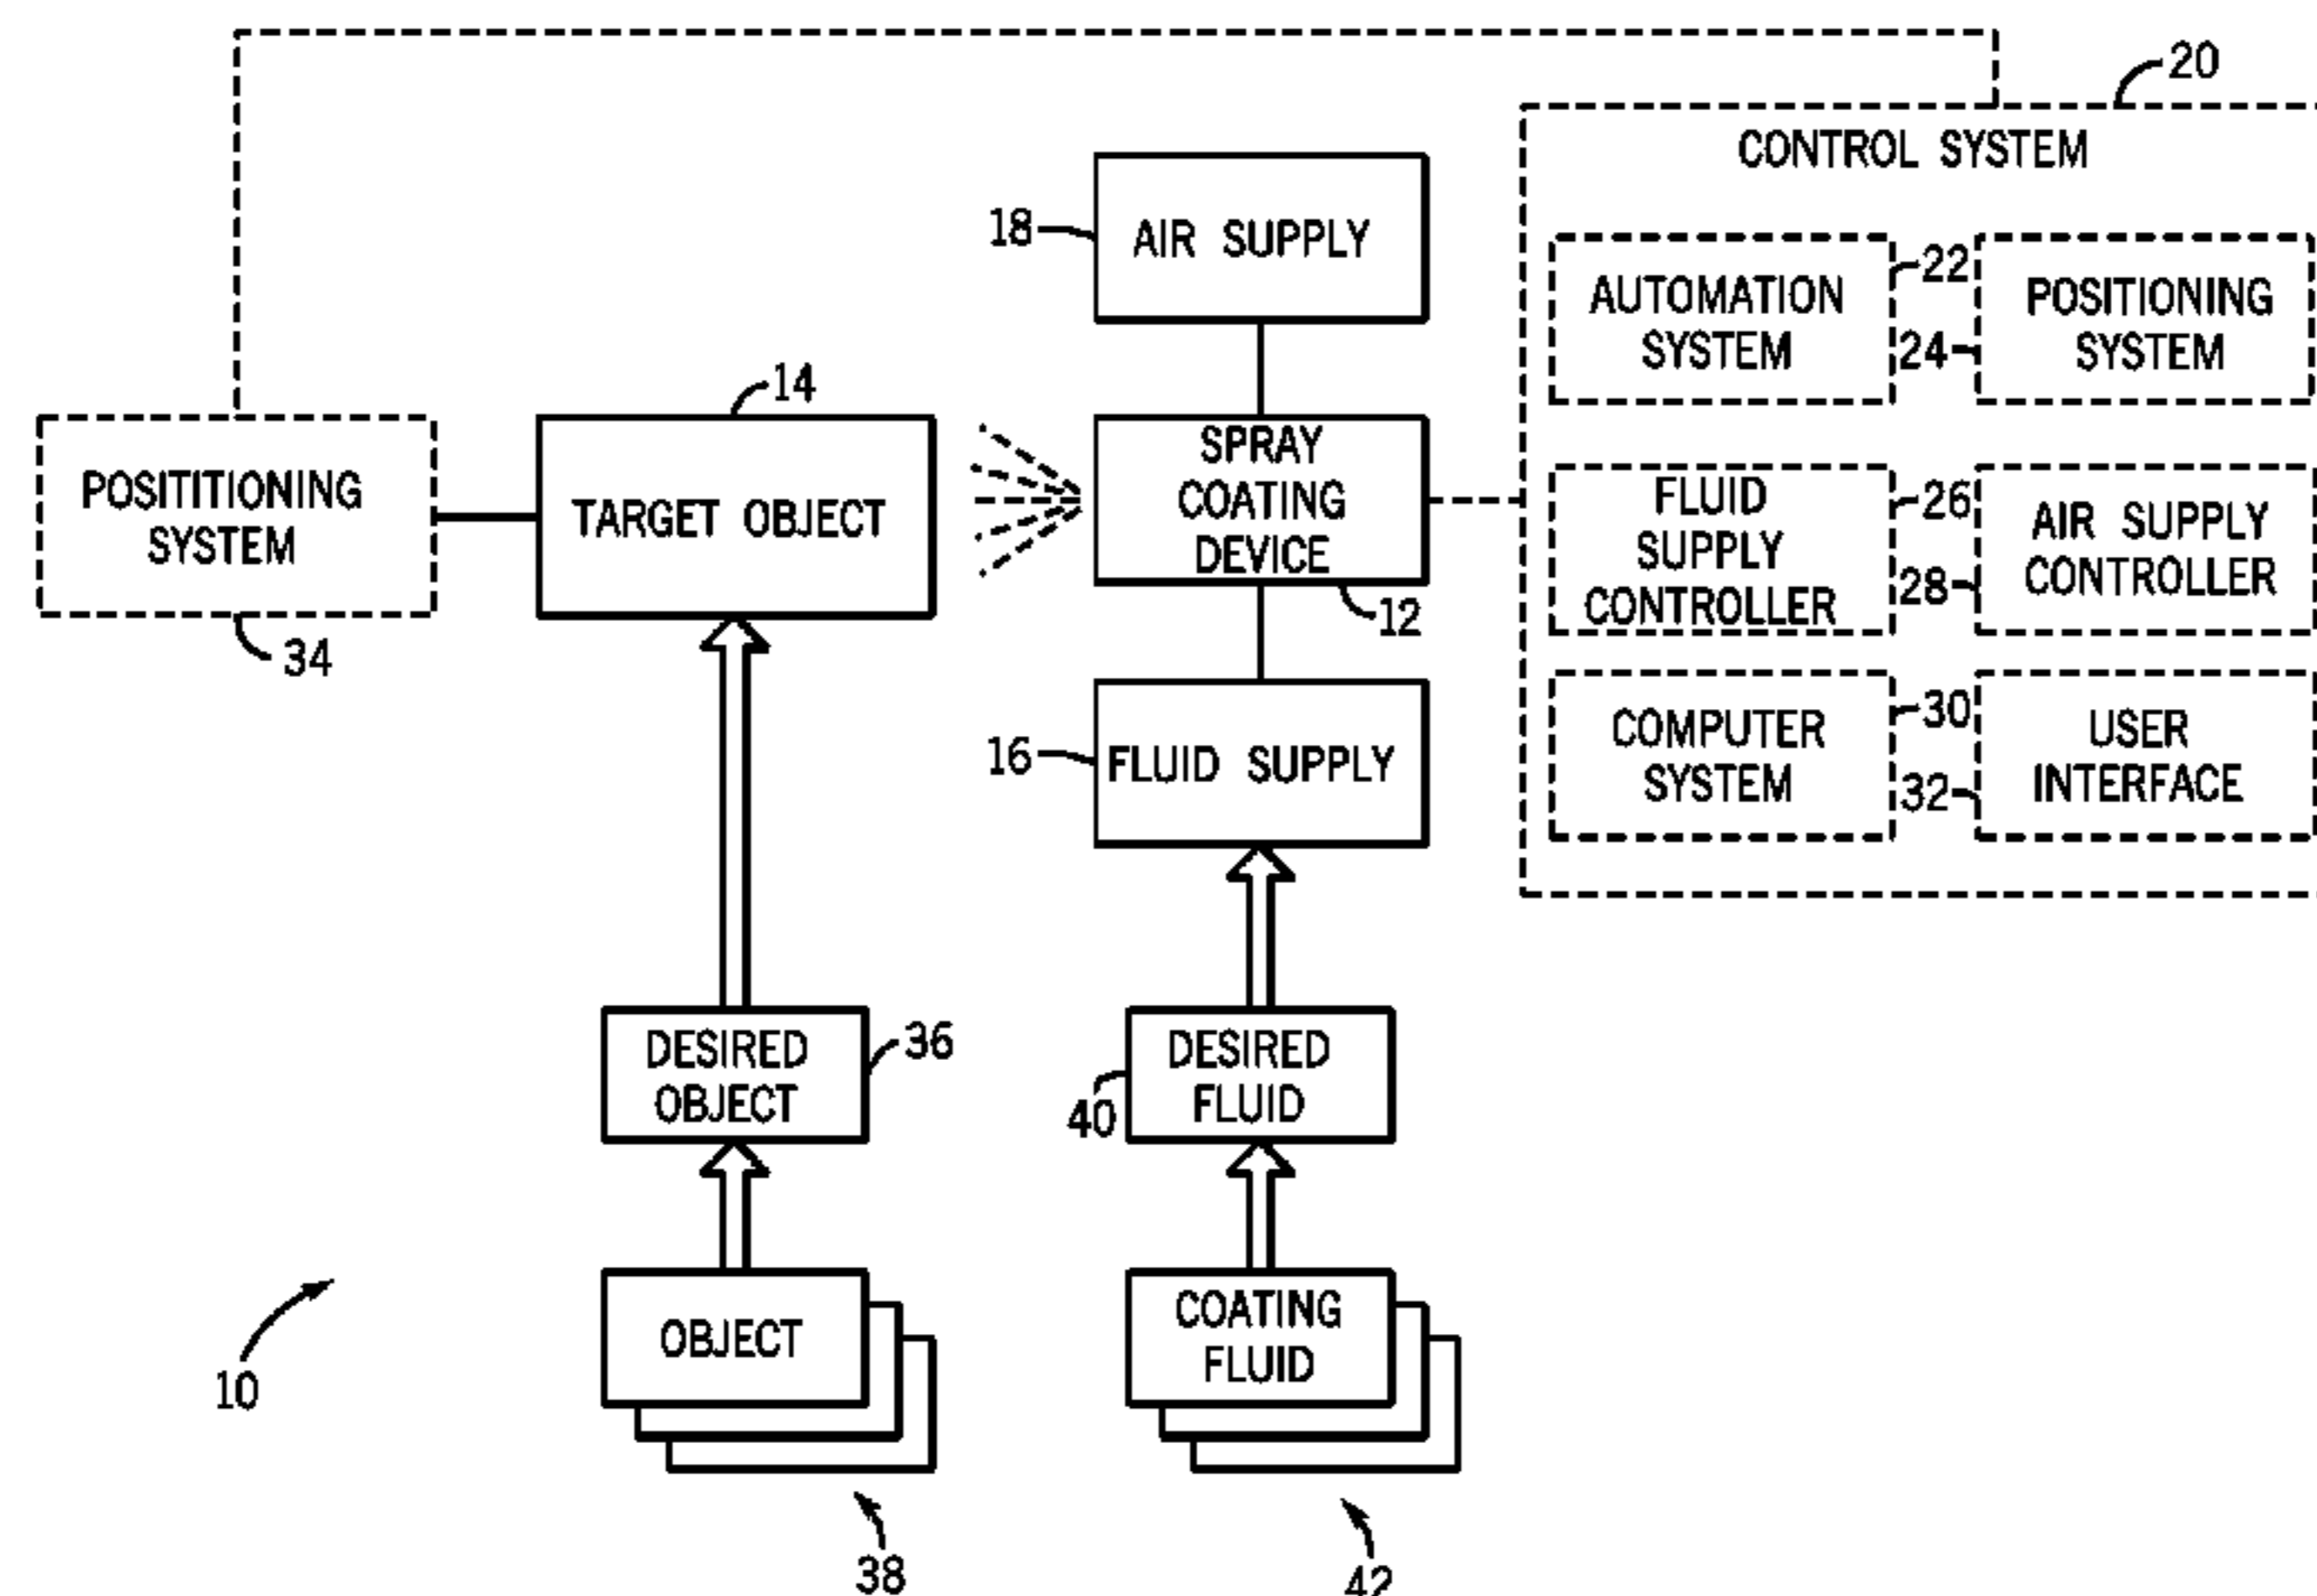 20
CONTROL SYSTEM
18
AIR SUPPLY
AUTOMATION
SYSTEM
22
24
POSITIONING
SYSTEM
14
POSITITIONING
SYSTEM
34
TARGET OBJECT
SPRAY
COATING
DEVICE
12
FLUID
SUPPLY
CONTROLLER
26
28
AIR SUPPLY
CONTROLLER
16
FLUID SUPPLY
COMPUTER
SYSTEM
30
32
USER
INTERFACE
DESIRED
OBJECT
36
40
DESIRED
FLUID
10
OBJECT
38
COATING
FLUID
42